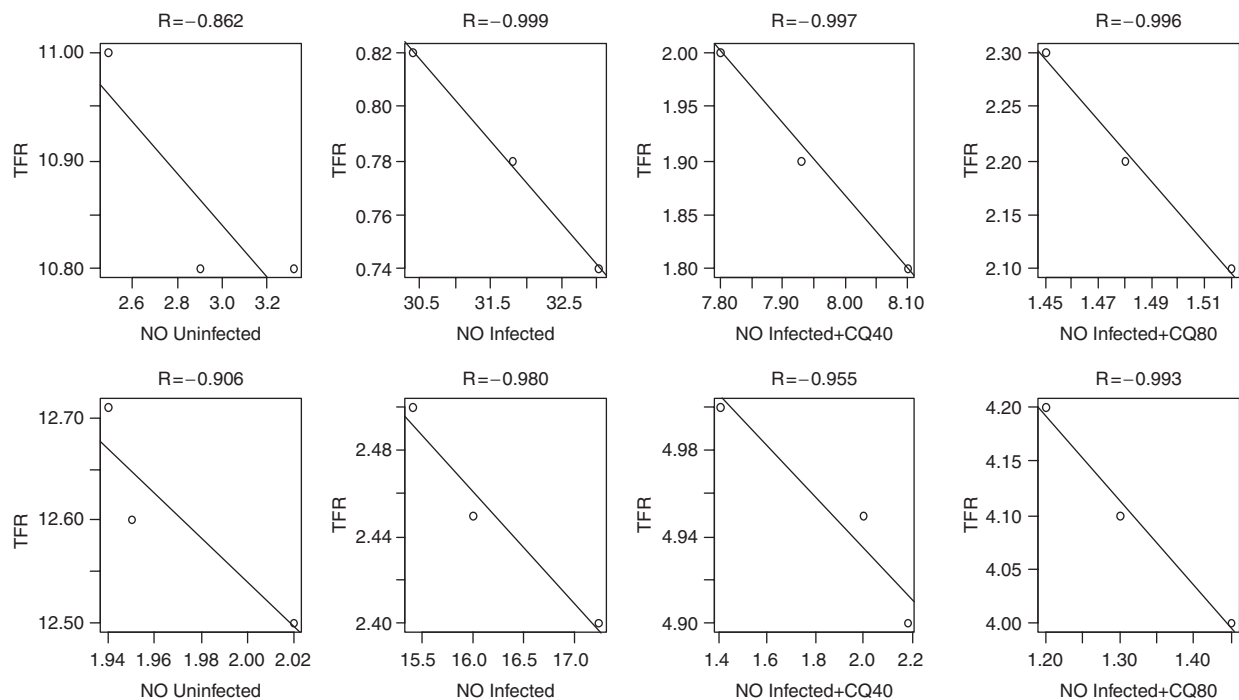 R=−0.862
11.00
10.90
10.80
TFR
2.6 2.8 3.0 3.2
NO Uninfected
R=−0.999
0.82
0.80
0.78
0.76
0.74
TFR
30.5 31.5 32.5
NO Infected
R=−0.997
2.00
1.95
1.90
1.85
1.80
TFR
7.80 7.90 8.00 8.10
NO Infected+CQ40
R=−0.996
2.30
2.25
2.20
2.15
2.10
TFR
1.45 1.47 1.49 1.51
NO Infected+CQ80
R=−0.906
12.70
12.60
12.50
TFR
1.94 1.96 1.98 2.00 2.02
NO Uninfected
R=−0.980
2.48
2.44
2.40
TFR
15.5 16.0 16.5 17.0
NO Infected
R=−0.955
4.98
4.94
4.90
TFR
1.4 1.6 1.8 2.0 2.2
NO Infected+CQ40
R=−0.993
4.20
4.15
4.10
4.05
4.00
TFR
1.20 1.30 1.40
NO Infected+CQ80